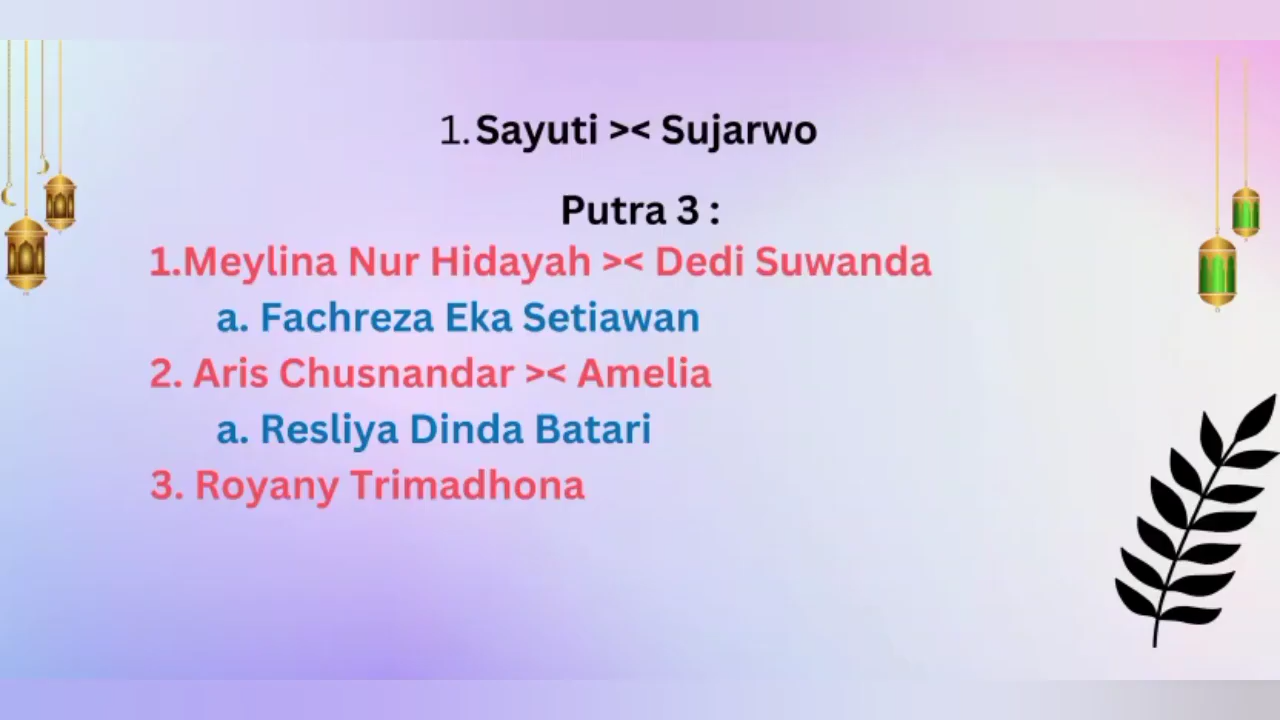 1. Sayuti >< Sujarwo
Putra 3 :
1.Meylina Nur Hidayah >< Dedi Suwanda
a. Fachreza Eka Setiawan
2. Aris Chusnandar >< Amelia
a. Resliya Dinda Batari
3. Royany Trimadhona